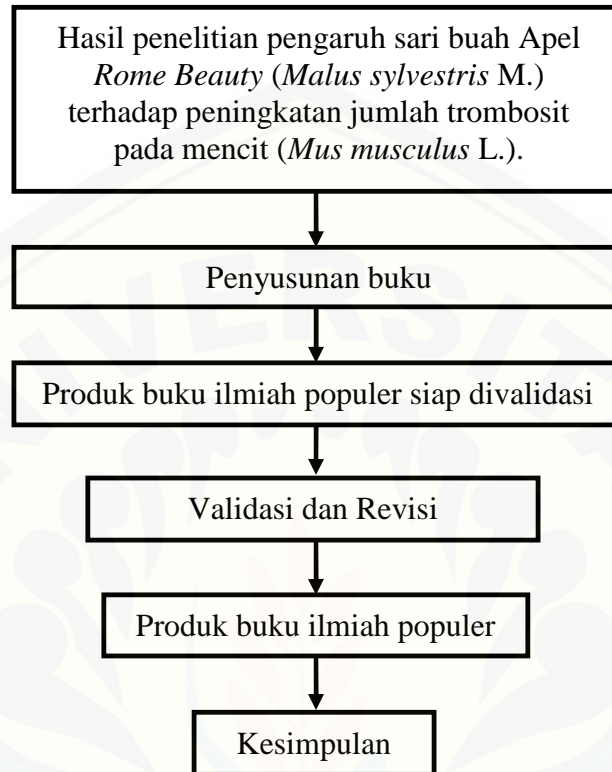 Hasil penelitian pengaruh sari buah Apel
Rome Beauty (Malus sylvestris M.)
terhadap peningkatan jumlah trombosit
pada mencit (Mus musculus L.).
Penyusunan buku
Produk buku ilmiah populer siap divalidasi
Validasi dan Revisi
Produk buku ilmiah populer
Kesimpulan